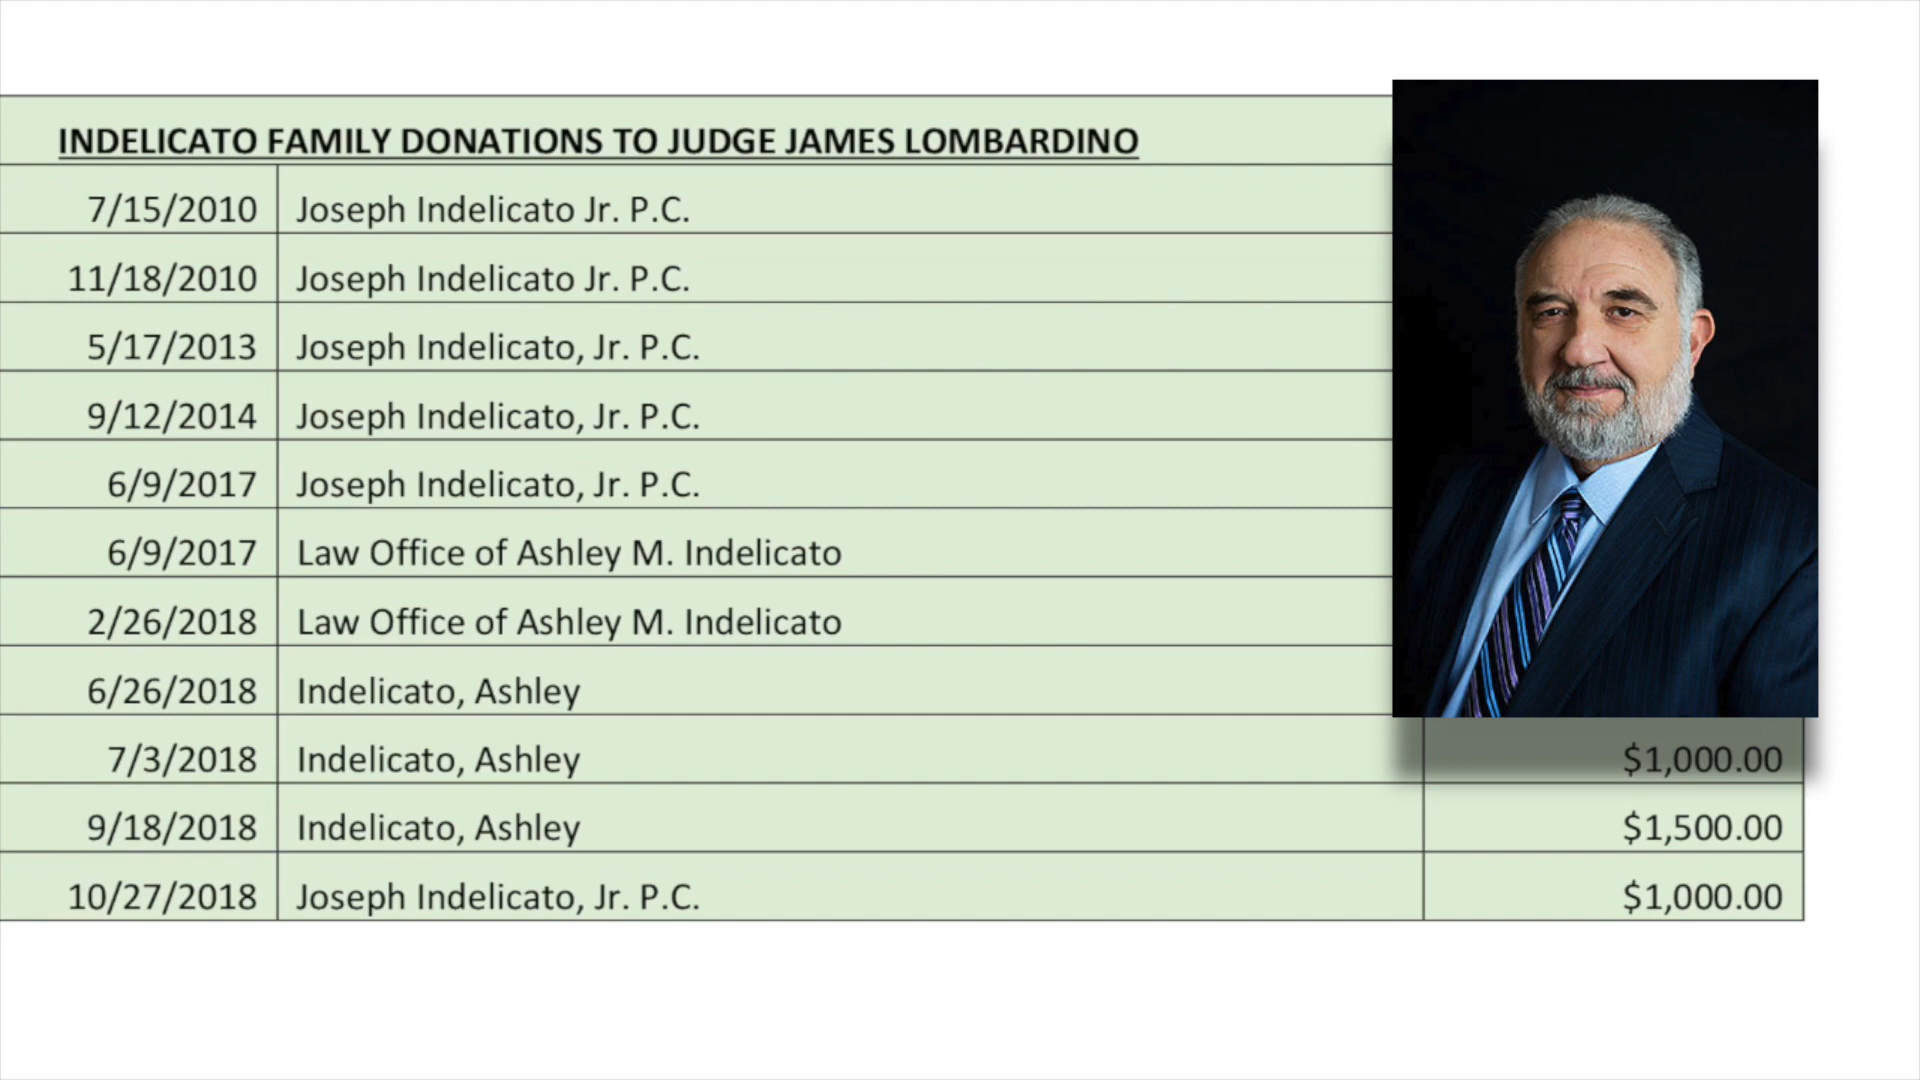 INDELICATO FAMILY DONATIONS TO JUDGE JAMES LOMBARDINO
7/15/2010 Joseph Indelicato Jr. P.C.
11/18/2010 Joseph Indelicato Jr. P.C.
5/17/2013 Joseph Indelicato, Jr. P.C.
9/12/2014 Joseph Indelicato, Jr. P.C.
6/9/2017 Joseph Indelicato, Jr. P.C.
6/9/2017 Law Office of Ashley M. Indelicato
2/26/2018 Law Office of Ashley M. Indelicato
6/26/2018 Indelicato, Ashley
7/3/2018 Indelicato, Ashley $1,000.00
9/18/2018 Indelicato, Ashley $1,500.00
10/27/2018 Joseph Indelicato, Jr. P.C. $1,000.00